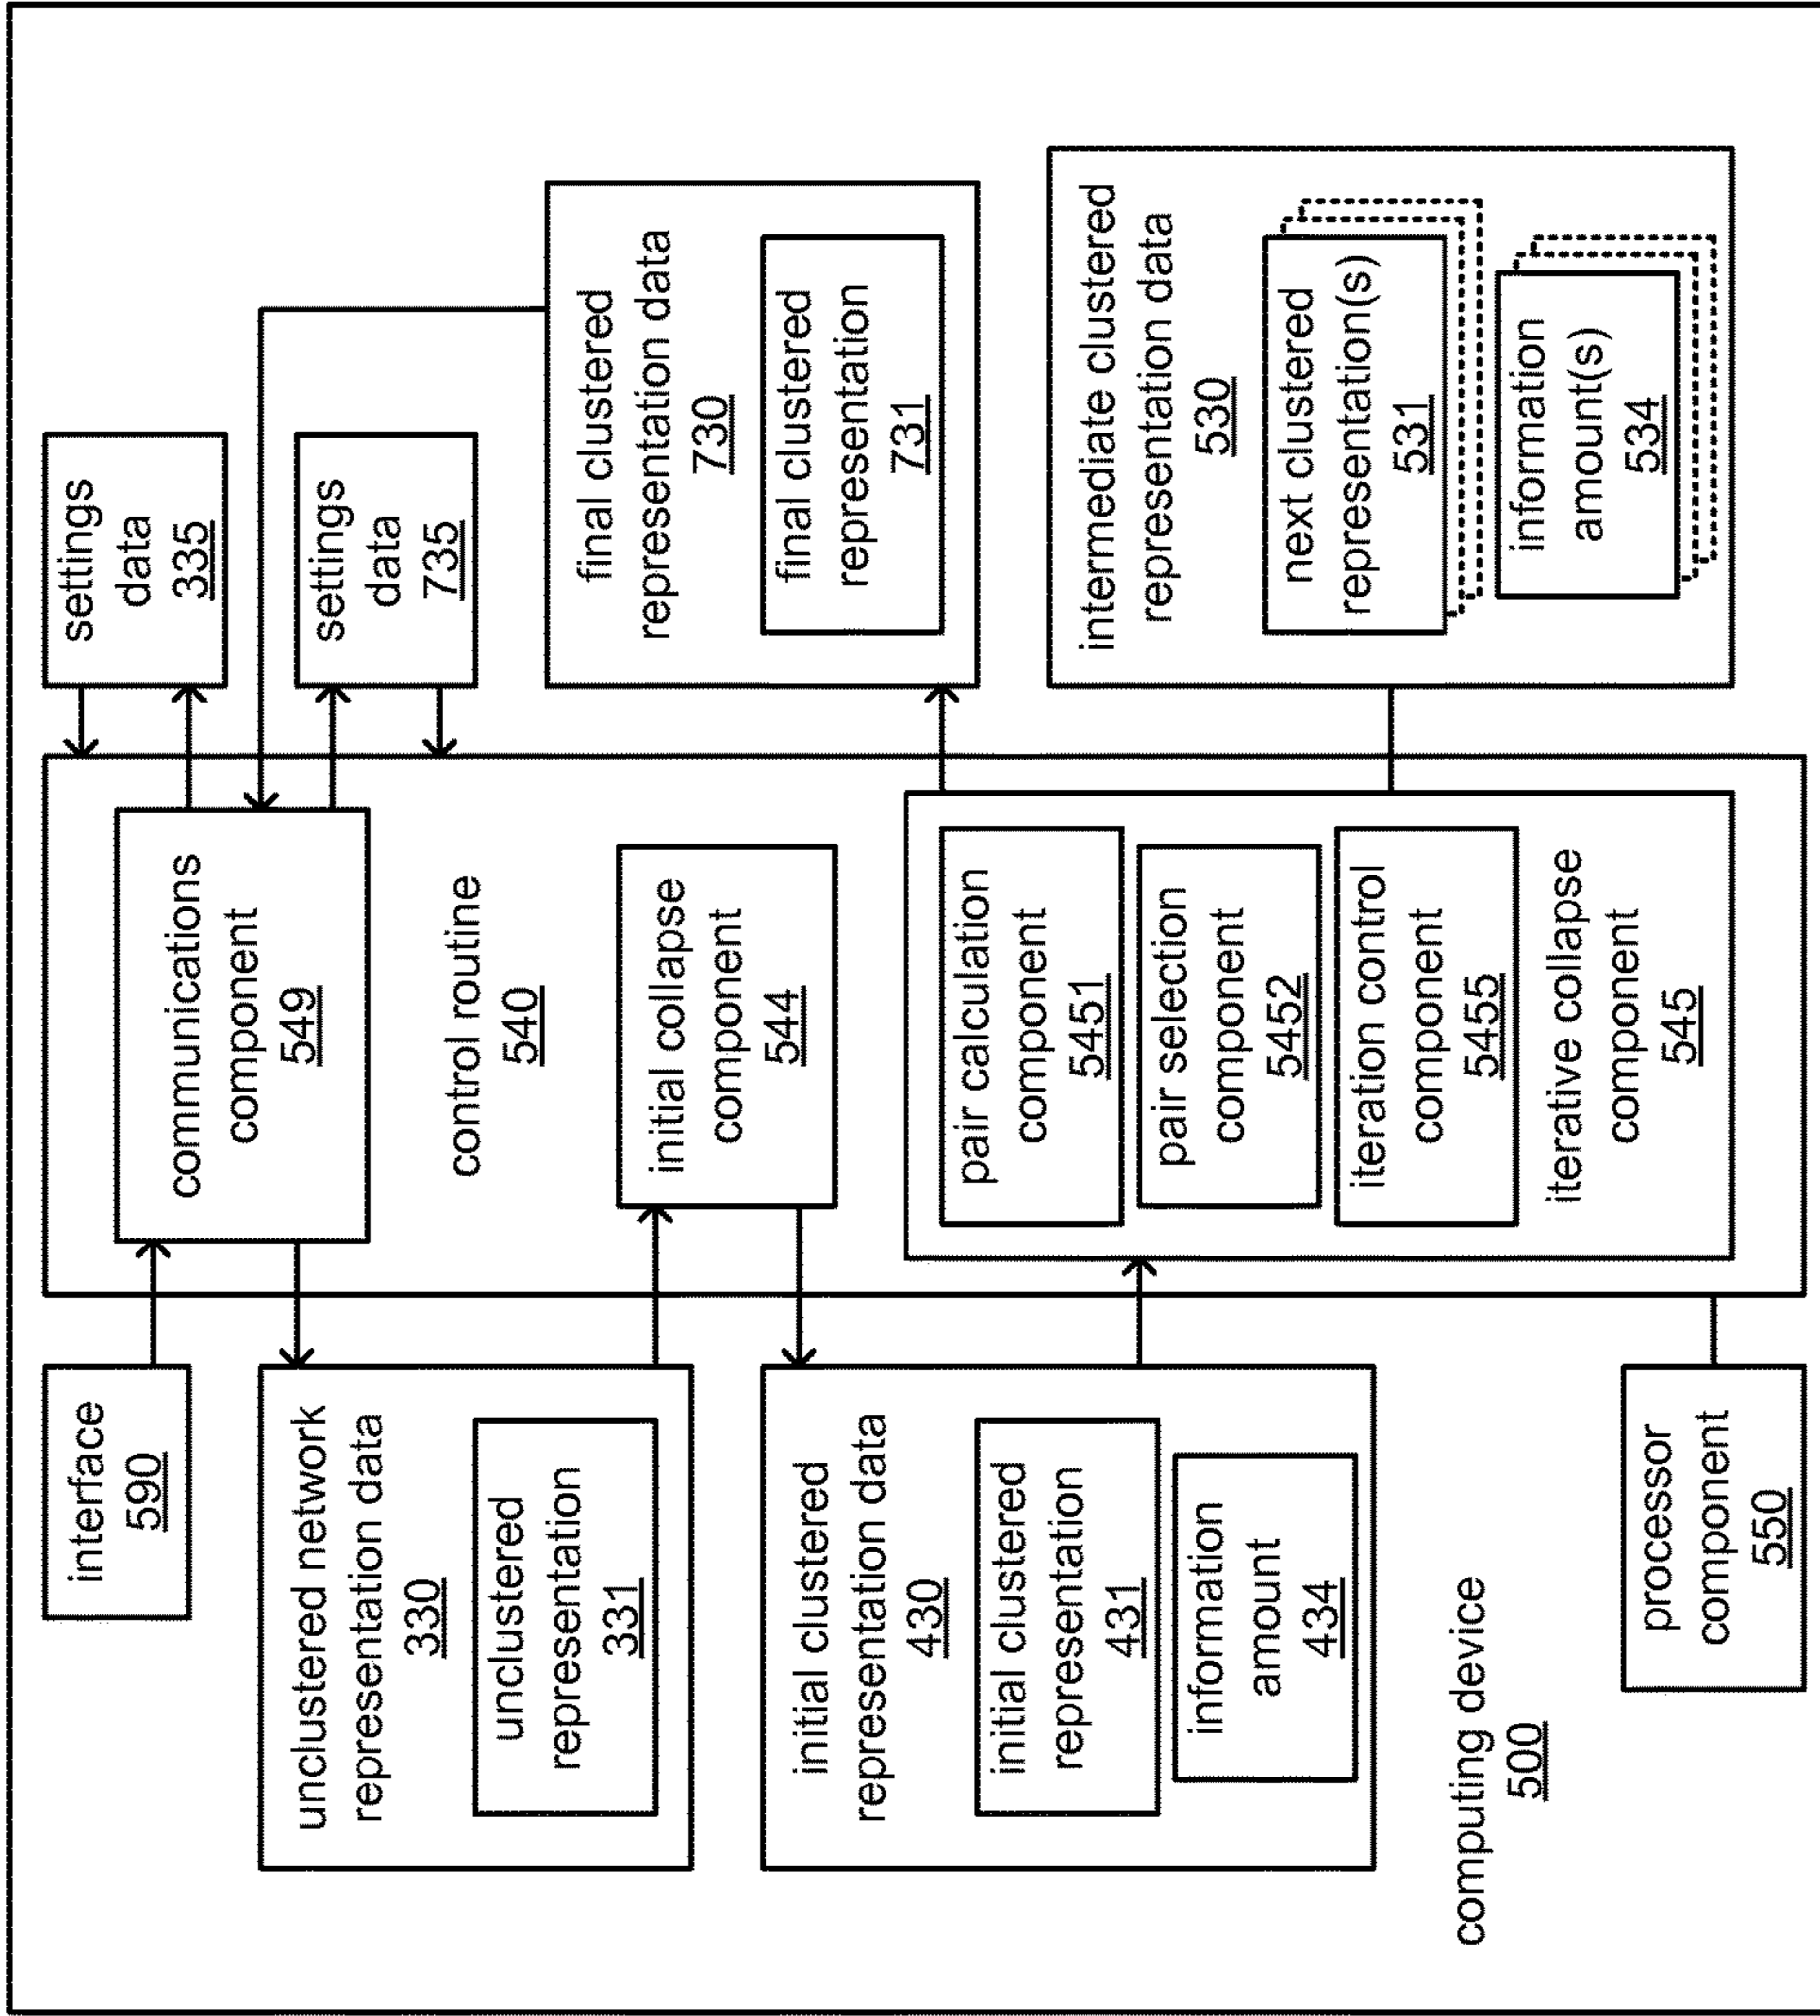 interface
590
unclustered network
representation data
330
unclustered
representation
331
initial clustered
representation data
430
initial clustered
representation
431
information
amount
434
computing device
500
processor
component
550
communications
component
549
control routine
540
initial collapse
component
544
pair calculation
component
5451
pair selection
component
5452
iteration control
component
5455
iterative collapse
component
545
settings
data
335
settings
data
735
final clustered
representation data
730
final clustered
representation
731
intermediate clustered
representation data
530
next clustered
representation(s)
531
information
amount(s)
534